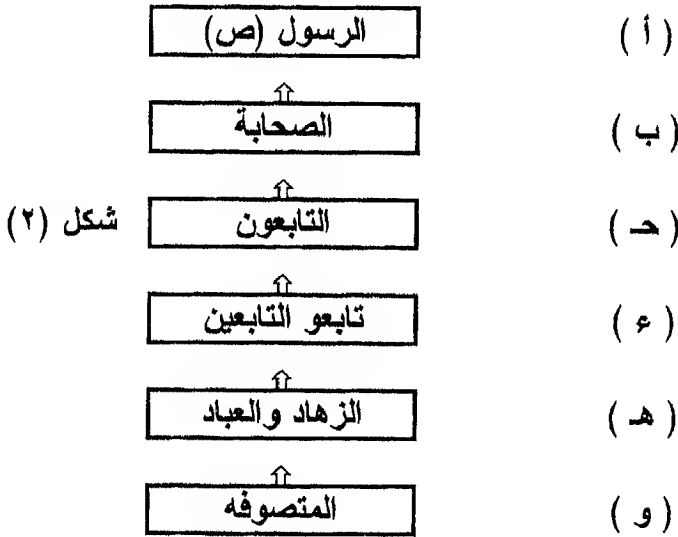 ( أ ) الرسول (ص)
( ب ) الصحابة
( حـ ) التابعون شكل (٢)
( ء ) تابعو التابعين
( هـ ) الزهاد والعباد
( و ) المتصوفه